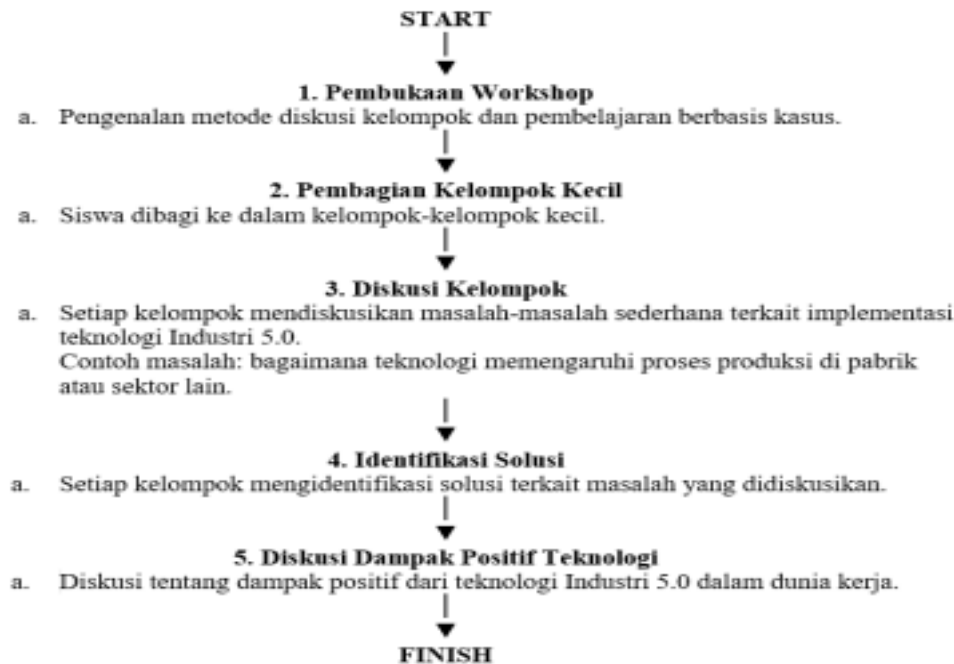 START
1. Pembukaan Workshop
a. Pengenalan metode diskusi kelompok dan pembelajaran berbasis kasus.
2. Pembagian Kelompok Kecil
a. Siswa dibagi ke dalam kelompok-kelompok kecil.
3. Diskusi Kelompok
a. Setiap kelompok mendiskusikan masalah-masalah sederhana terkait implementasi
teknologi Industri 5.0.
Contoh masalah: bagaimana teknologi memengaruhi proses produksi di pabrik
atau sektor lain.
4. Identifikasi Solusi
a. Setiap kelompok mengidentifikasi solusi terkait masalah yang didiskusikan.
5. Diskusi Dampak Positif Teknologi
a. Diskusi tentang dampak positif dari teknologi Industri 5.0 dalam dunia kerja.
FINISH